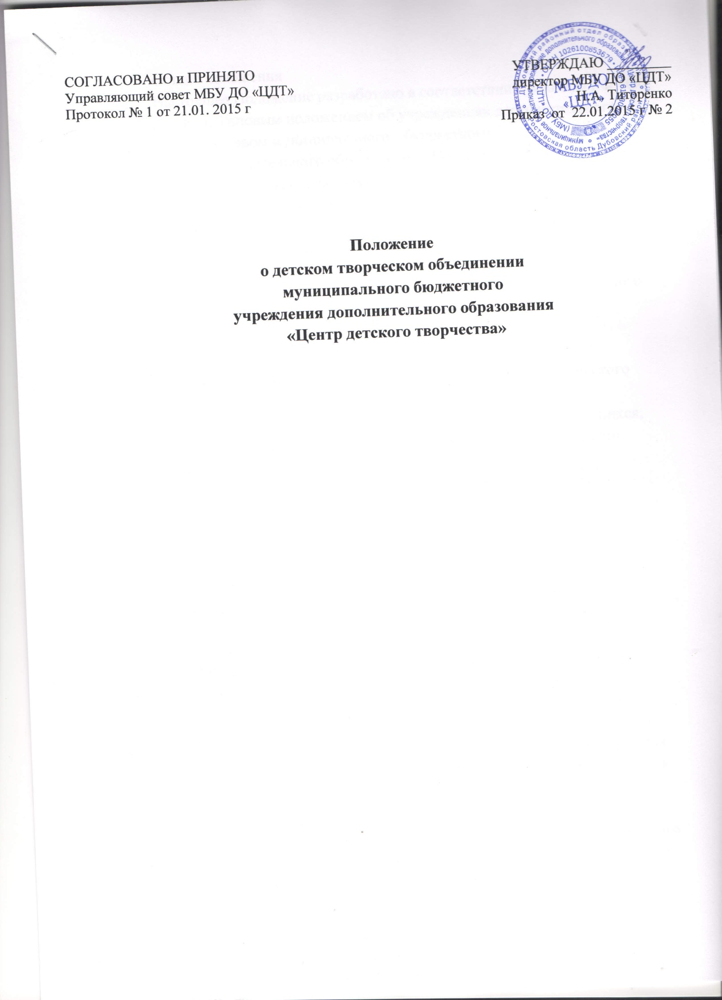 СОГЛАСОВАНО и ПРИНЯТО
Управляющий совет МБУ ДО «ЦДТ»
Протокол № 1 от 21.01. 2015 г
УТВЕРЖДАЮ __________
директор МБУ ДО «ЦДТ»
Н.А. Титоренко
Приказ от 22.01.2015 г № 2
МБУ ДО
«ЦДТ»
1026100853679
Ростовская область Дубовский район
Положение
о детском творческом объединении
муниципального бюджетного
учреждения дополнительного образования
«Центр детского творчества»